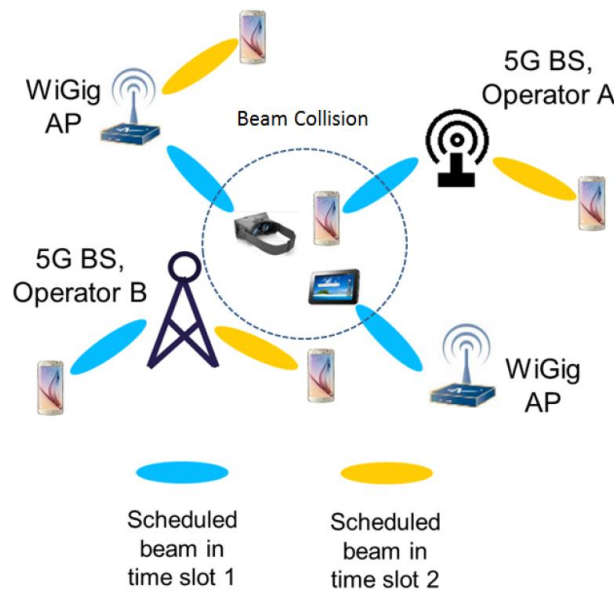 WiGig
AP
5G BS,
Operator A
Beam Collision
5G BS,
Operator B
WiGig
AP
Scheduled
beam in
time slot 1
Scheduled
beam in
time slot 2